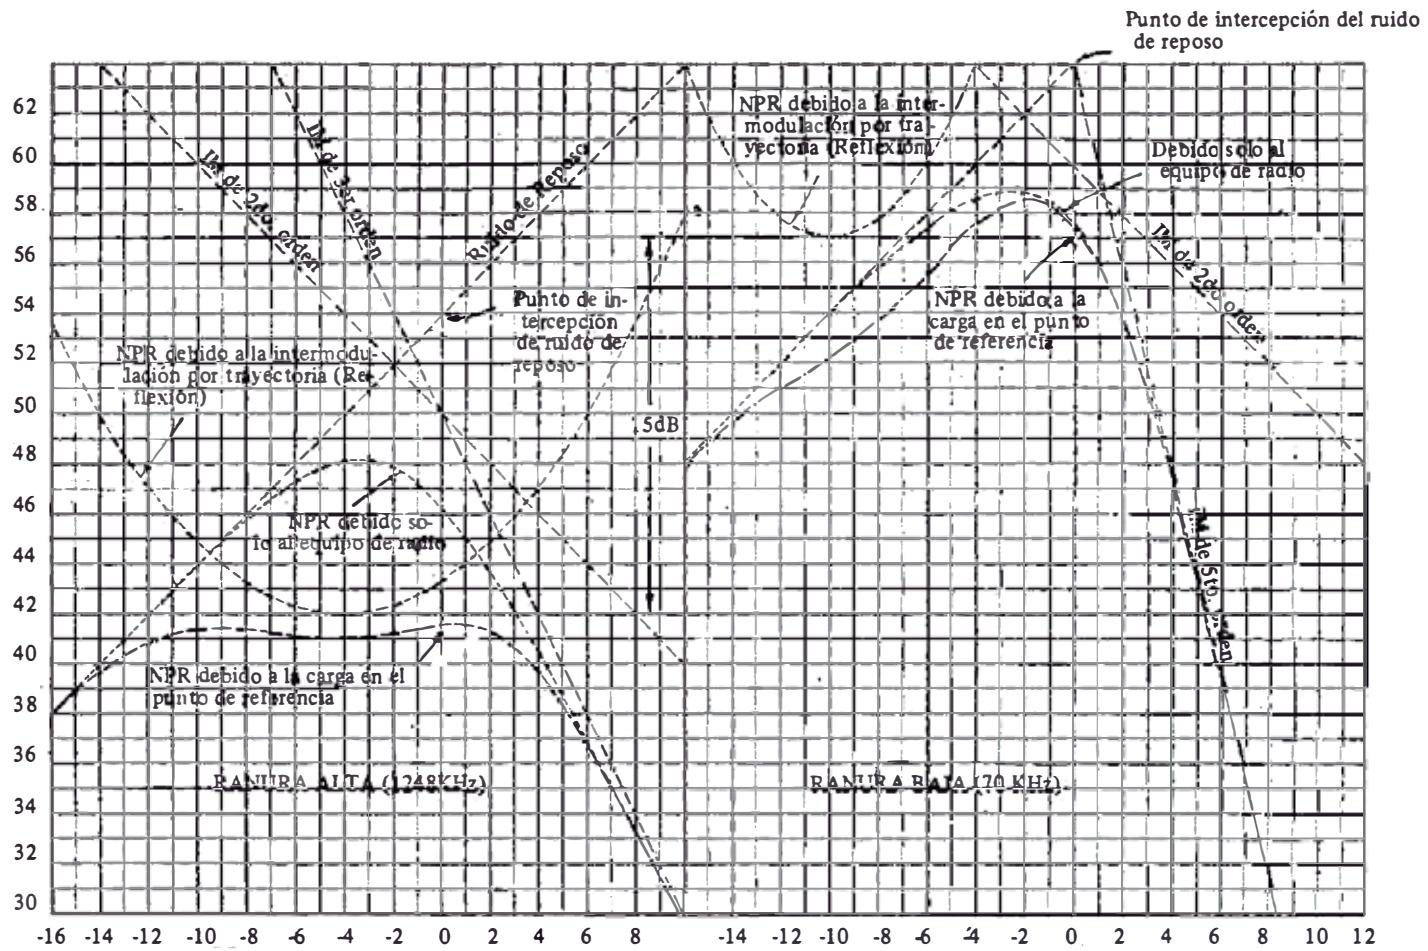 Punto de intercepción del ruido
de reposo
62
60
58
56
54
52
50
48
46
44
42
40
38
36
34
32
30
IM de 2do orden
IM de 3er orden
Ruido de Reposo
NPR debido a la inter-
modulación por tra-
yectoria (Reflexión)
Debido solo al
equipo de radio
IM de 2do orden
Punto de in-
tercepción
de ruido de
reposo
NPR debido a la
carga en el punto
de referencia
NPR debido a la intermodu-
lación por trayectoria (Re-
flexión)
5dB
NPR debido so-
lo al equipo de radio
IM de 5to. orden
NPR debido a la carga en el
punto de referencia
RANURA ALTA (1248KHz)
RANURA BAJA (70 KHz)
-16 -14 -12 -10 -8 -6 -4 -2 0 2 4 6 8 -14 -12 -10 -8 -6 -4 -2 0 2 4 6 8 10 12